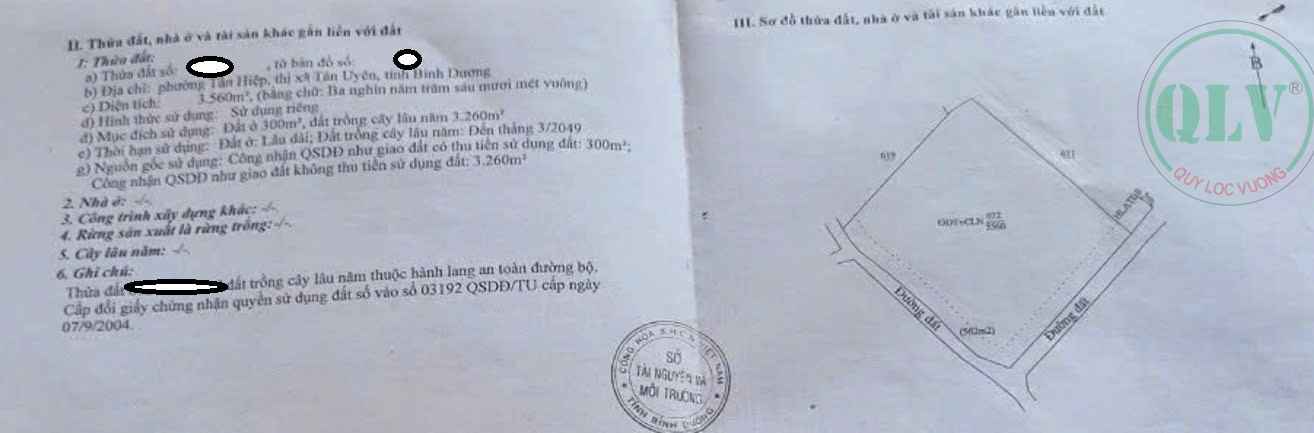 II. Thửa đất, nhà ở và tài sản khác gắn liền với đất
1. Thửa đất:
a) Thửa đất số: , tờ bản đồ số:
b) Địa chỉ: phường Tân Hiệp, thị xã Tân Uyên, tỉnh Bình Dương
c) Diện tích: 3.560m², (bằng chữ: Ba nghìn năm trăm sáu mươi mét vuông)
d) Hình thức sử dụng: Sử dụng riêng
đ) Mục đích sử dụng: Đất ở 300m², đất trồng cây lâu năm 3.260m²
e) Thời hạn sử dụng: Đất ở: Lâu dài; Đất trồng cây lâu năm: Đến tháng 3/2049
g) Nguồn gốc sử dụng: Công nhận QSDĐ như giao đất có thu tiền sử dụng đất: 300m²;
Công nhận QSDĐ như giao đất không thu tiền sử dụng đất: 3.260m²
2. Nhà ở: -/-.
3. Công trình xây dựng khác: -/-.
4. Rừng sản xuất là rừng trồng: -/-.
5. Cây lâu năm: -/-.
6. Ghi chú:
Thửa đất đất trồng cây lâu năm thuộc hành lang an toàn đường bộ.
Cấp đổi giấy chứng nhận quyền sử dụng đất số vào sổ 03192 QSDĐ/TU cấp ngày
07/9/2004.
CỘNG HÒA X.H.C.N VIỆT NAM
SỞ
TÀI NGUYÊN VÀ
MÔI TRƯỜNG
TỈNH BÌNH DƯƠNG
III. Sơ đồ thửa đất, nhà ở và tài sản khác gắn liền với đất
B
619
ODT+CLN
3560
HLATĐB
Đường đất
(562m2)
Đường đất
QLV®
QUY LOC VUONG